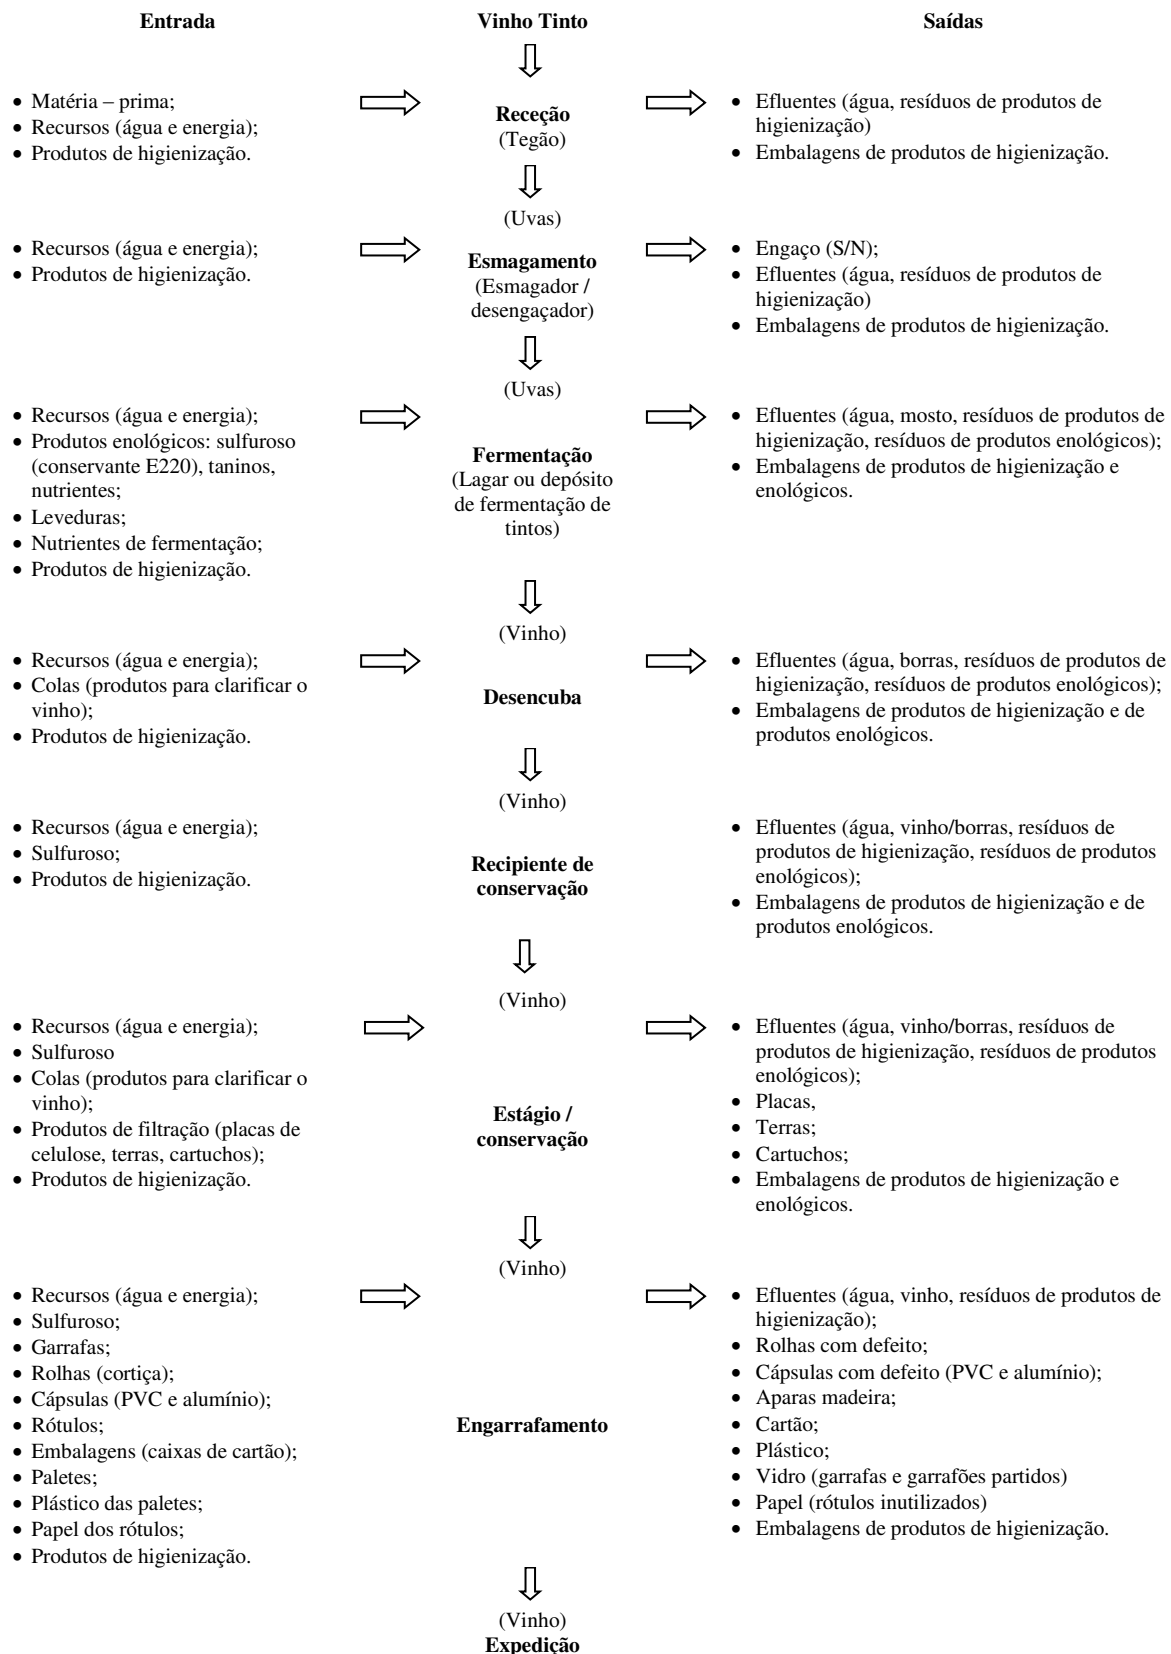 Entrada
Vinho Tinto
Saídas
• Matéria – prima;
• Recursos (água e energia);
• Produtos de higienização.
Receção
(Tegão)
• Efluentes (água, resíduos de produtos de
higienização)
• Embalagens de produtos de higienização.
(Uvas)
• Recursos (água e energia);
• Produtos de higienização.
Esmagamento
(Esmagador /
desengaçador)
• Engaço (S/N);
• Efluentes (água, resíduos de produtos de
higienização)
• Embalagens de produtos de higienização.
(Uvas)
• Recursos (água e energia);
• Produtos enológicos: sulfuroso
(conservante E220), taninos,
nutrientes;
• Leveduras;
• Nutrientes de fermentação;
• Produtos de higienização.
Fermentação
(Lagar ou depósito
de fermentação de
tintos)
• Efluentes (água, mosto, resíduos de produtos de
higienização, resíduos de produtos enológicos);
• Embalagens de produtos de higienização e
enológicos.
(Vinho)
• Recursos (água e energia);
• Colas (produtos para clarificar o
vinho);
• Produtos de higienização.
Desencuba
• Efluentes (água, borras, resíduos de produtos de
higienização, resíduos de produtos enológicos);
• Embalagens de produtos de higienização e de
produtos enológicos.
(Vinho)
• Recursos (água e energia);
• Sulfuroso;
• Produtos de higienização.
Recipiente de
conservação
• Efluentes (água, vinho/borras, resíduos de
produtos de higienização, resíduos de produtos
enológicos);
• Embalagens de produtos de higienização e de
produtos enológicos.
(Vinho)
• Recursos (água e energia);
• Sulfuroso
• Colas (produtos para clarificar o
vinho);
• Produtos de filtração (placas de
celulose, terras, cartuchos);
• Produtos de higienização.
Estágio /
conservação
• Efluentes (água, vinho/borras, resíduos de
produtos de higienização, resíduos de produtos
enológicos);
• Placas,
• Terras;
• Cartuchos;
• Embalagens de produtos de higienização e
enológicos.
(Vinho)
• Recursos (água e energia);
• Sulfuroso;
• Garrafas;
• Rolhas (cortiça);
• Cápsulas (PVC e alumínio);
• Rótulos;
• Embalagens (caixas de cartão);
• Paletes;
• Plástico das paletes;
• Papel dos rótulos;
• Produtos de higienização.
Engarrafamento
• Efluentes (água, vinho, resíduos de produtos de
higienização);
• Rolhas com defeito;
• Cápsulas com defeito (PVC e alumínio);
• Aparas madeira;
• Cartão;
• Plástico;
• Vidro (garrafas e garrafões partidos)
• Papel (rótulos inutilizados)
• Embalagens de produtos de higienização.
(Vinho)
Expedição